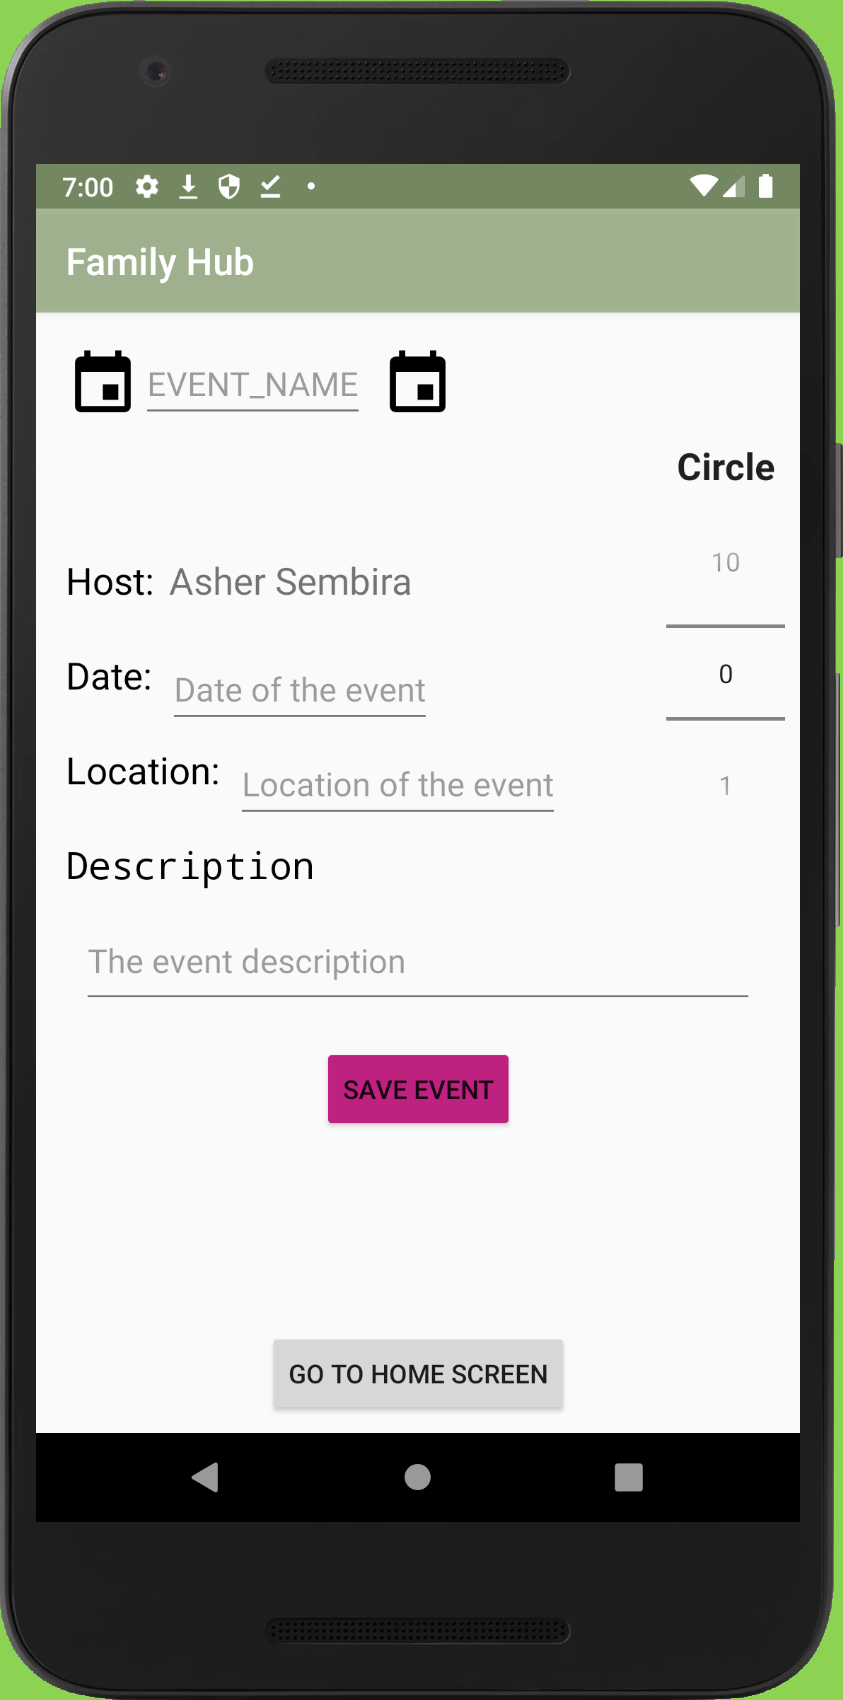 7:00
Family Hub
EVENT_NAME
Circle
10
Host: Asher Sembira
0
Date: Date of the event
Location: Location of the event
1
Description
The event description
SAVE EVENT
GO TO HOME SCREEN